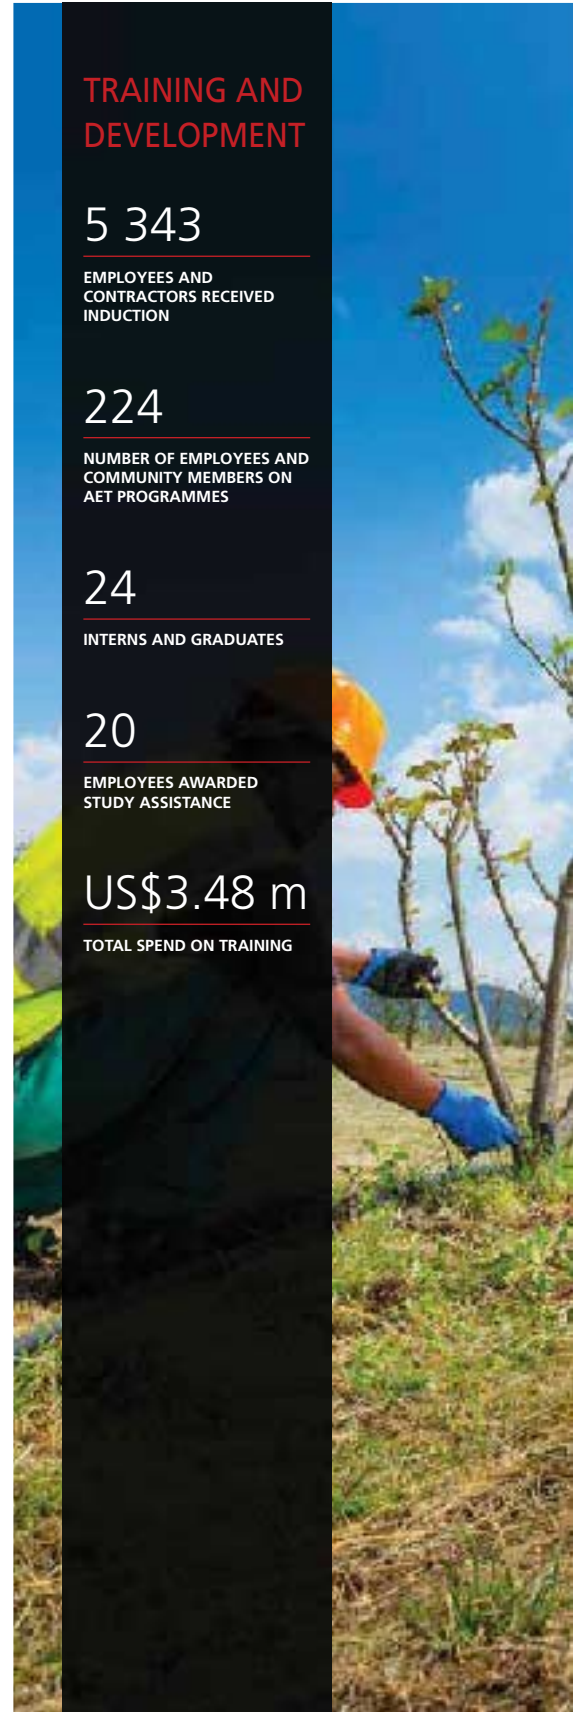 TRAINING AND
DEVELOPMENT
5 343
EMPLOYEES AND
CONTRACTORS RECEIVED
INDUCTION
224
NUMBER OF EMPLOYEES AND
COMMUNITY MEMBERS ON
AET PROGRAMMES
24
INTERNS AND GRADUATES
20
EMPLOYEES AWARDED
STUDY ASSISTANCE
US$3.48 m
TOTAL SPEND ON TRAINING